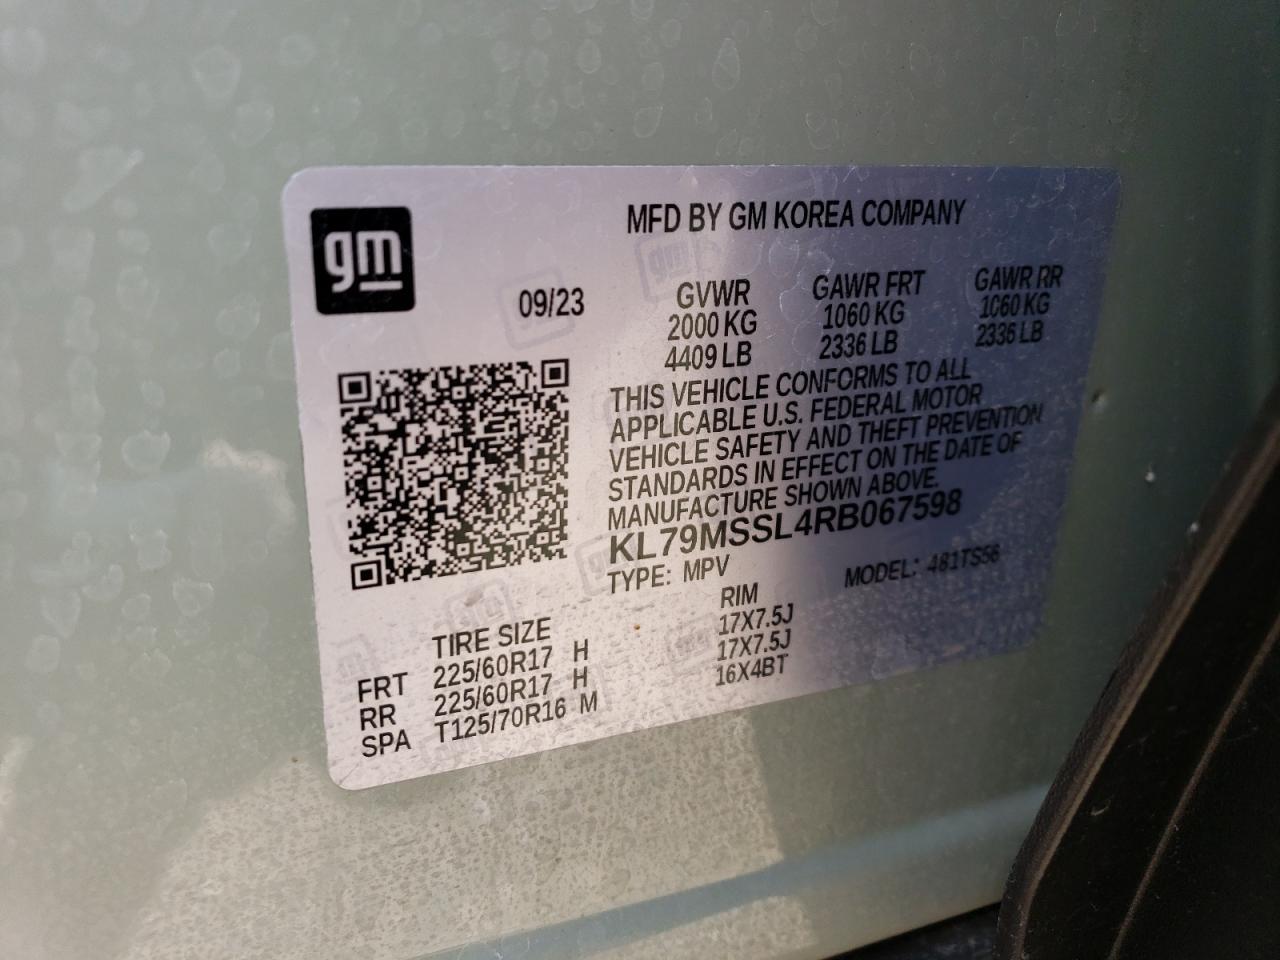 gm
MFD BY GM KOREA COMPANY
09/23
GVWR GAWR FRT GAWR RR
2000 KG 1060 KG 1060 KG
4409 LB 2336 LB 2336 LB
THIS VEHICLE CONFORMS TO ALL
APPLICABLE U.S. FEDERAL MOTOR
VEHICLE SAFETY AND THEFT PREVENTION
STANDARDS IN EFFECT ON THE DATE OF
MANUFACTURE SHOWN ABOVE.
KL79MSSL4RB067598
TYPE: MPV MODEL: 481TS56
TIRE SIZE RIM
FRT 225/60R17 H 17X7.5J
RR 225/60R17 H 17X7.5J
SPA T125/70R16 M 16X4BT